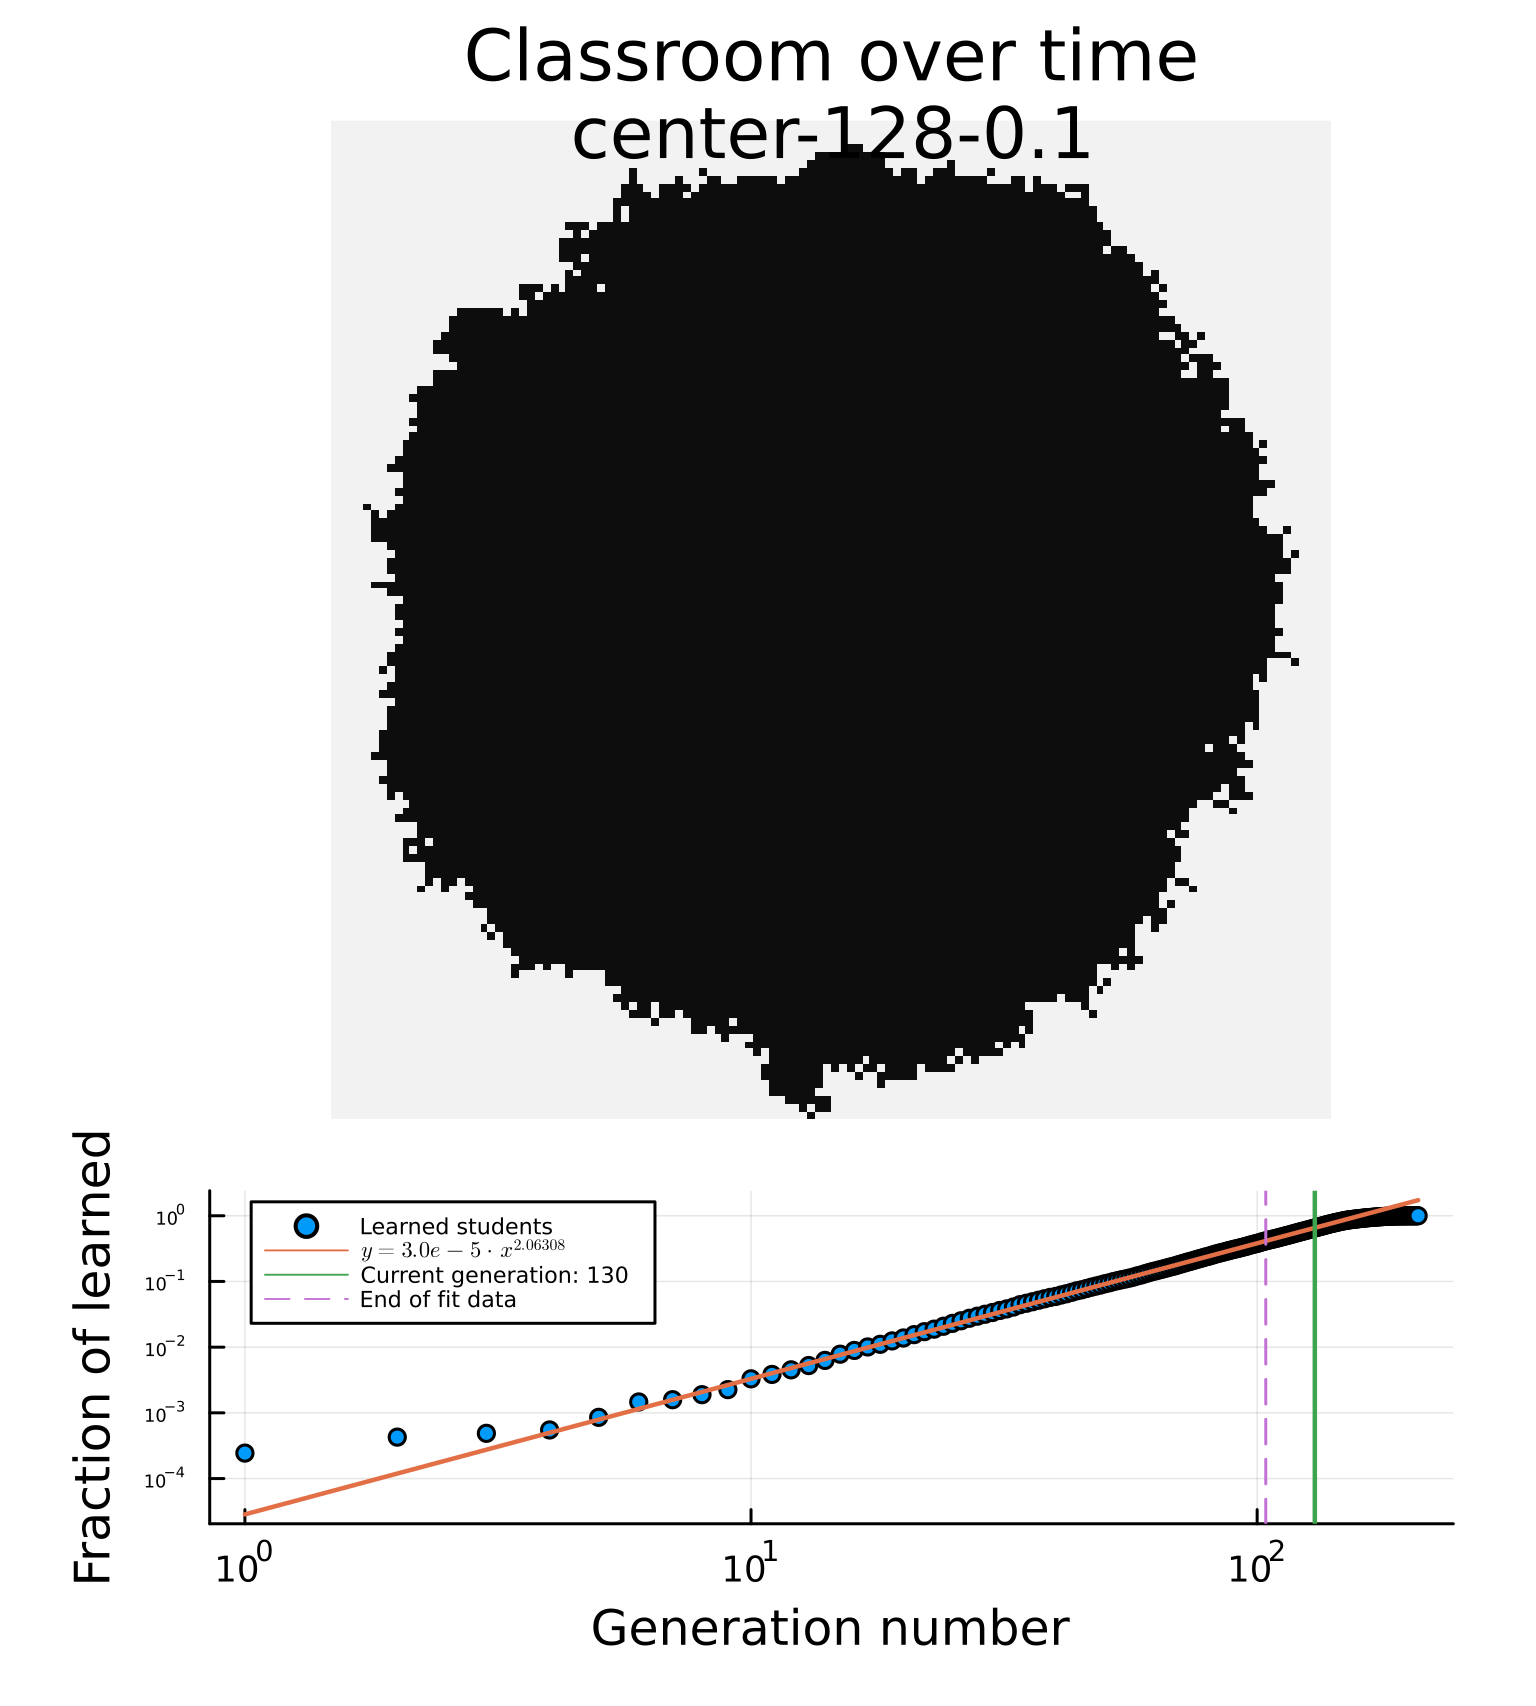 Classroom over time
center-128-0.1
Fraction of learned
10⁰
10⁻¹
10⁻²
10⁻³
10⁻⁴
Learned students
y = 3.0e − 5 · x^2.06308
Current generation: 130
End of fit data
10⁰ 10¹ 10²
Generation number